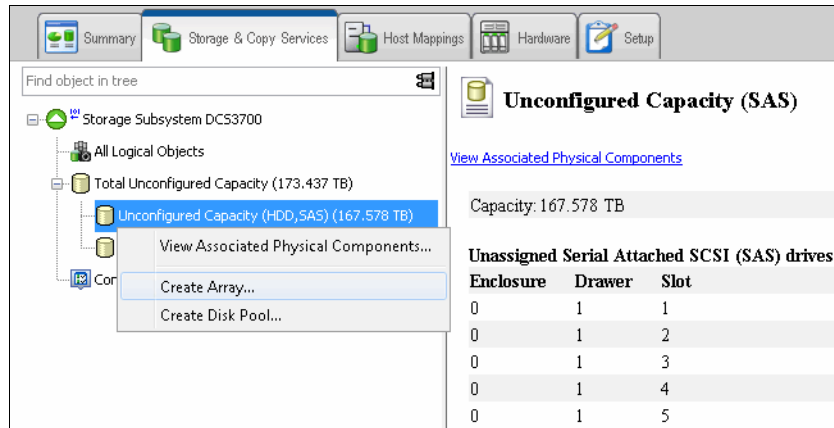 Summary Storage & Copy Services Host Mappings Hardware Setup
Find object in tree
Storage Subsystem DCS3700
All Logical Objects
Total Unconfigured Capacity (173.437 TB)
Unconfigured Capacity (HDD,SAS) (167.578 TB)
View Associated Physical Components...
Create Array...
Create Disk Pool...
Unconfigured Capacity (SAS)
View Associated Physical Components
Capacity: 167.578 TB
Unassigned Serial Attached SCSI (SAS) drives
Enclosure Drawer Slot
0 1 1
0 1 2
0 1 3
0 1 4
0 1 5